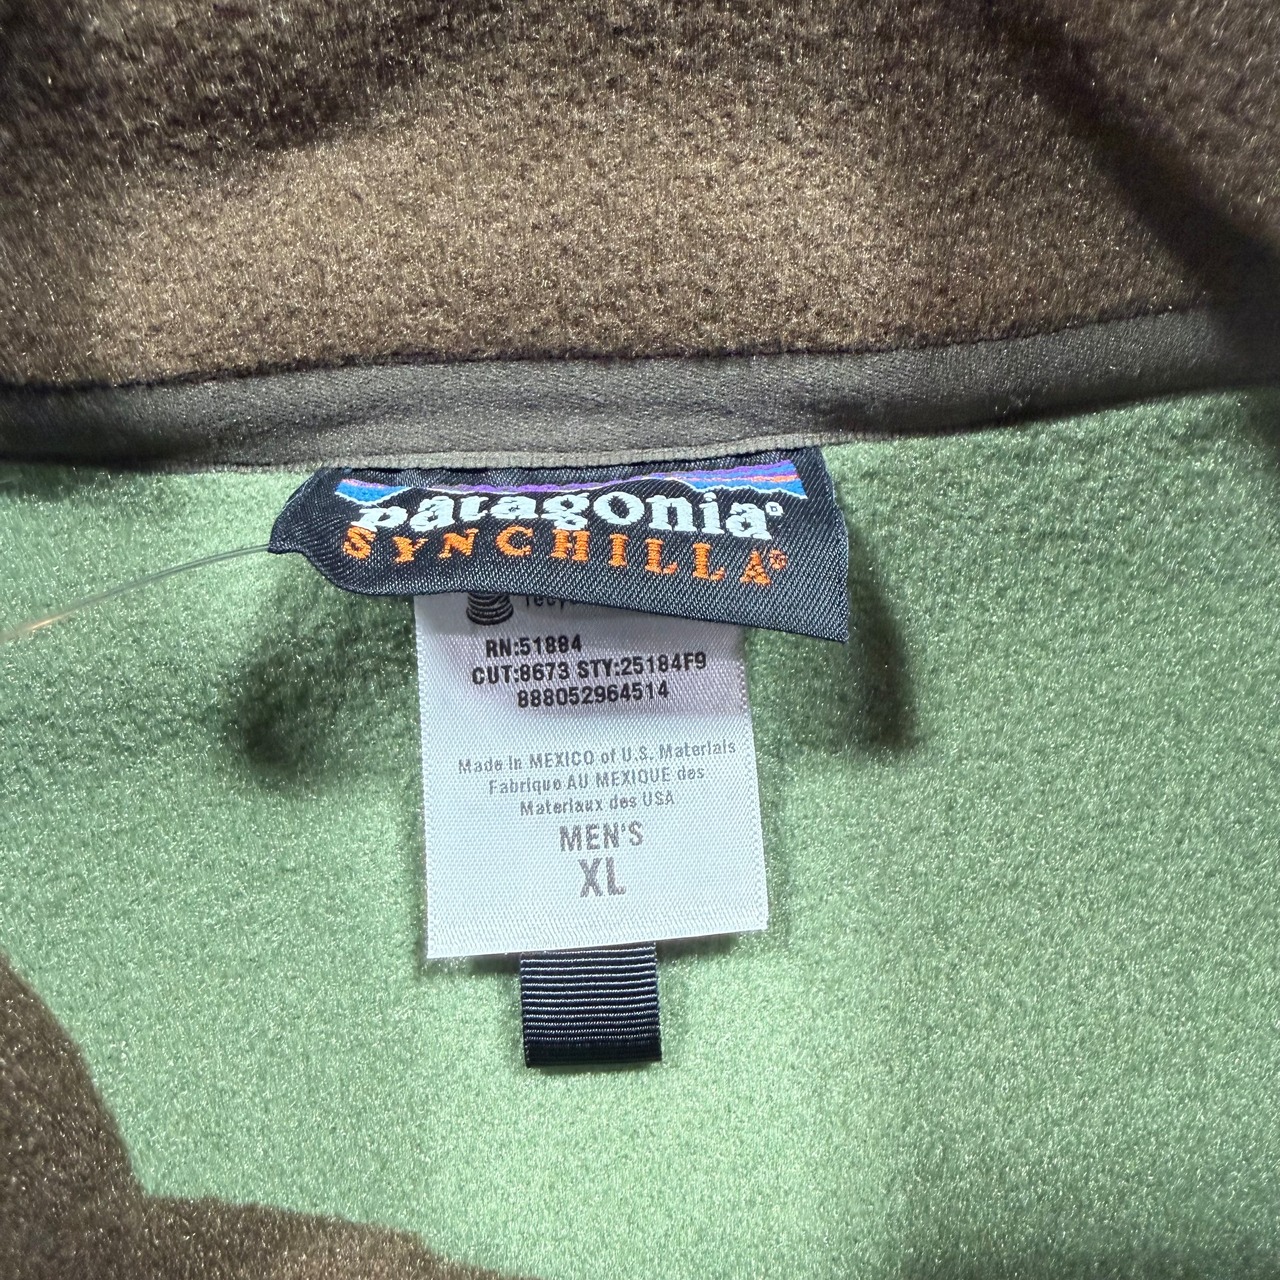 patagonia®
SYNCHILLA®
RN:51884
CUT:8673 STY:25184F9
888052964514
Made in MEXICO of U.S. Materials
Fabriqué AU MEXIQUE des
Materiaux des USA
MEN'S
XL